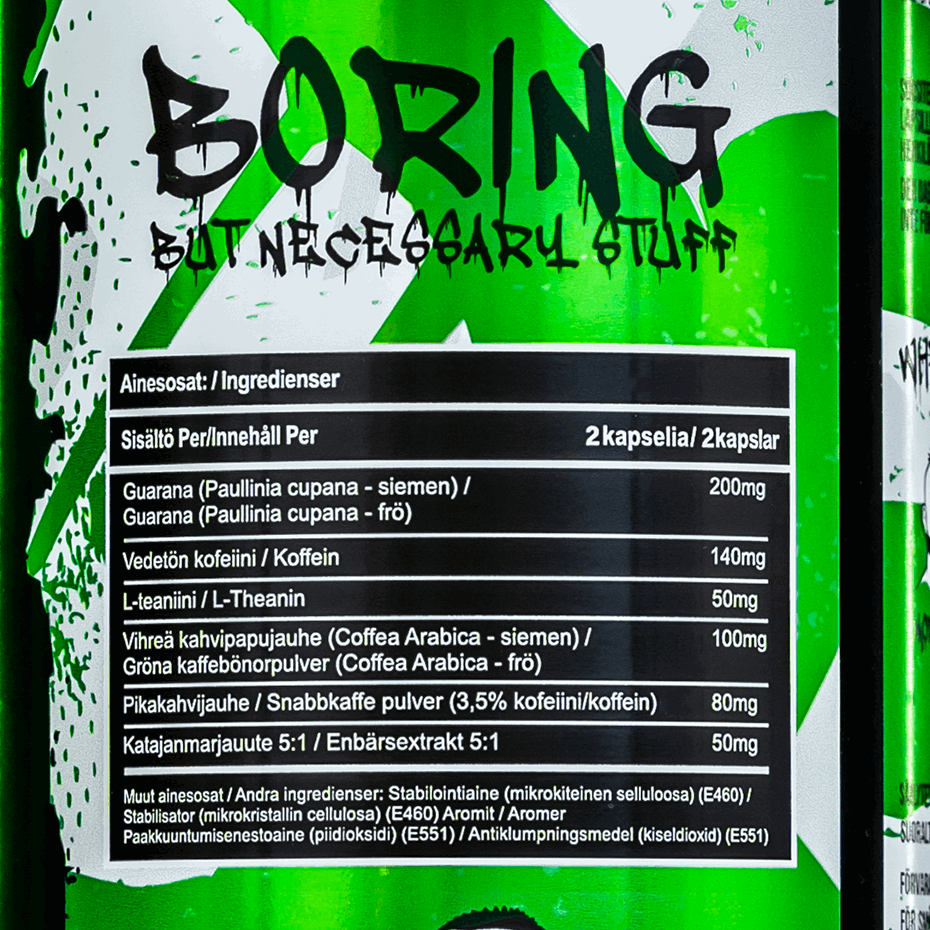 BORING
BUT NECESSARY STUFF
Ainesosat: / Ingredienser
Sisältö Per/Innehåll Per 2 kapselia/ 2 kapslar
Guarana (Paullinia cupana - siemen) / 200mg
Guarana (Paullinia cupana - frö)
Vedetön kofeiini / Koffein 140mg
L-teaniini / L-Theanin 50mg
Vihreä kahvipapujauhe (Coffea Arabica - siemen) / 100mg
Gröna kaffebönorpulver (Coffea Arabica - frö)
Pikakahvijauhe / Snabbkaffe pulver (3,5% kofeiini/koffein) 80mg
Katajanmarjauute 5:1 / Enbärsextrakt 5:1 50mg
Muut ainesosat / Andra ingredienser: Stabilointiaine (mikrokiteinen selluloosa) (E460) /
Stabilisator (mikrokristallin cellulosa) (E460) Aromit / Aromer
Paakkuuntumisenestoaine (piidioksidi) (E551) / Antiklumpningsmedel (kiseldioxid) (E551)